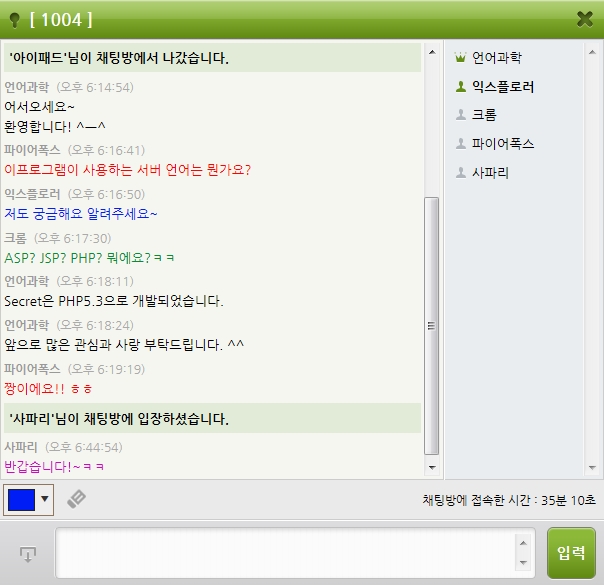 [ 1004 ]
'아이패드'님이 채팅방에서 나갔습니다.
언어과학 (오후 6:14:54)
어서오세요~
환영합니다! ^ㅡ^
파이어폭스 (오후 6:16:41)
이프로그램이 사용하는 서버 언어는 뭔가요?
익스플로러 (오후 6:16:50)
저도 궁금해요 알려주세요~
크롬 (오후 6:17:30)
ASP? JSP? PHP? 뭐에요?ㅋㅋ
언어과학 (오후 6:18:11)
Secret은 PHP5.3으로 개발되었습니다.
언어과학 (오후 6:18:24)
앞으로 많은 관심과 사랑 부탁드립니다. ^^
파이어폭스 (오후 6:19:19)
짱이에요!! ㅎㅎ
'사파리'님이 채팅방에 입장하셨습니다.
사파리 (오후 6:44:54)
반갑습니다!~ㅋㅋ
언어과학
익스플로러
크롬
파이어폭스
사파리
채팅방에 접속한 시간 : 35분 10초
입력